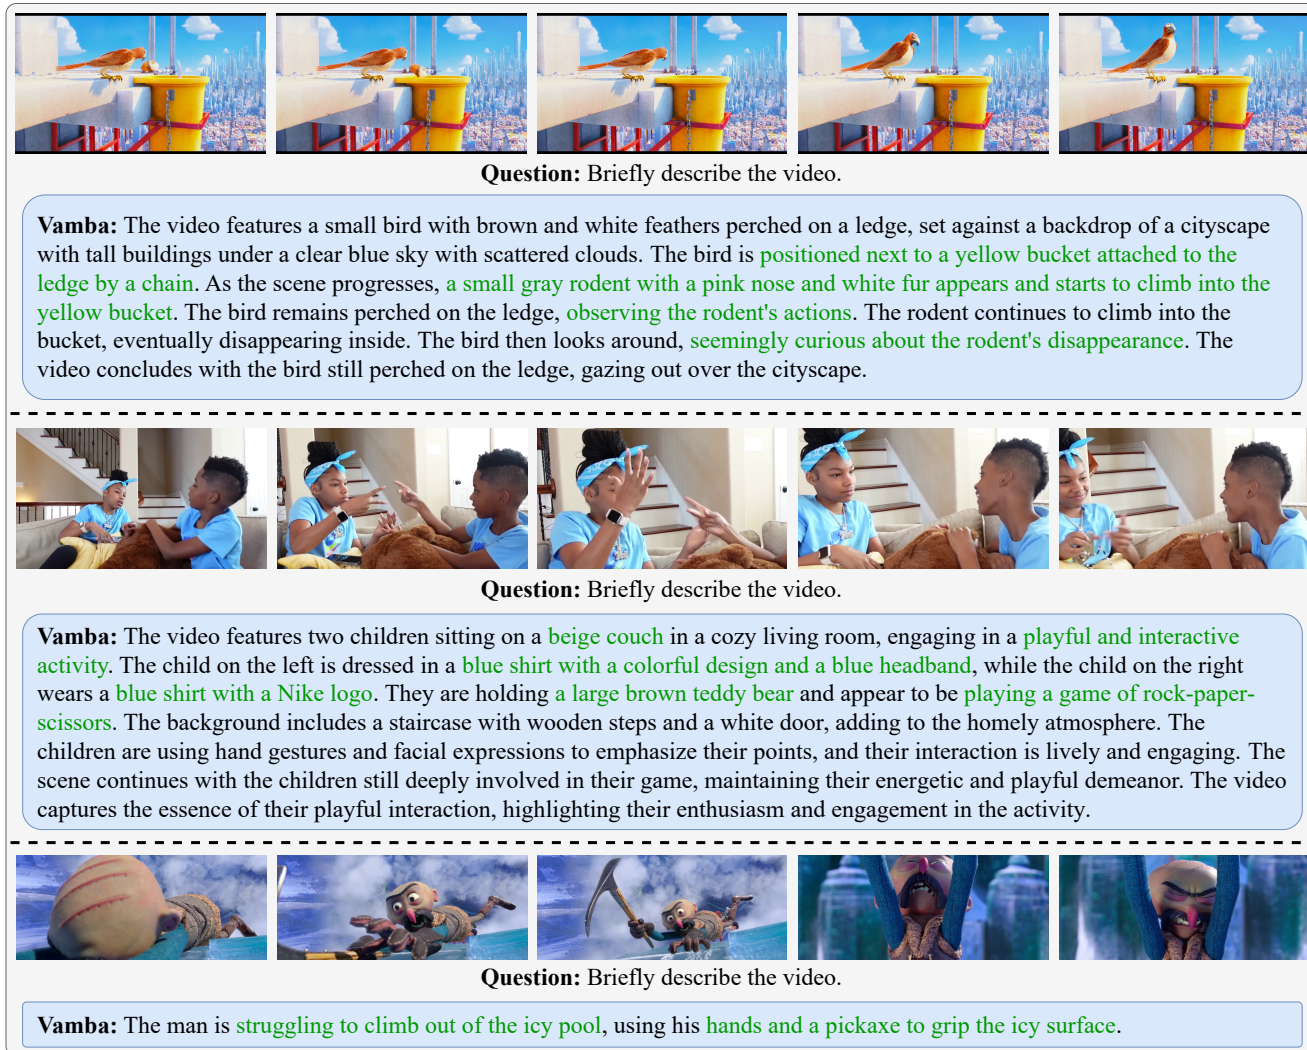 Question: Briefly describe the video.
Vamba: The video features a small bird with brown and white feathers perched on a ledge, set against a backdrop of a cityscape
with tall buildings under a clear blue sky with scattered clouds. The bird is positioned next to a yellow bucket attached to the
ledge by a chain. As the scene progresses, a small gray rodent with a pink nose and white fur appears and starts to climb into the
yellow bucket. The bird remains perched on the ledge, observing the rodent's actions. The rodent continues to climb into the
bucket, eventually disappearing inside. The bird then looks around, seemingly curious about the rodent's disappearance. The
video concludes with the bird still perched on the ledge, gazing out over the cityscape.
Question: Briefly describe the video.
Vamba: The video features two children sitting on a beige couch in a cozy living room, engaging in a playful and interactive
activity. The child on the left is dressed in a blue shirt with a colorful design and a blue headband, while the child on the right
wears a blue shirt with a Nike logo. They are holding a large brown teddy bear and appear to be playing a game of rock-paper-
scissors. The background includes a staircase with wooden steps and a white door, adding to the homely atmosphere. The
children are using hand gestures and facial expressions to emphasize their points, and their interaction is lively and engaging. The
scene continues with the children still deeply involved in their game, maintaining their energetic and playful demeanor. The video
captures the essence of their playful interaction, highlighting their enthusiasm and engagement in the activity.
Question: Briefly describe the video.
Vamba: The man is struggling to climb out of the icy pool, using his hands and a pickaxe to grip the icy surface.